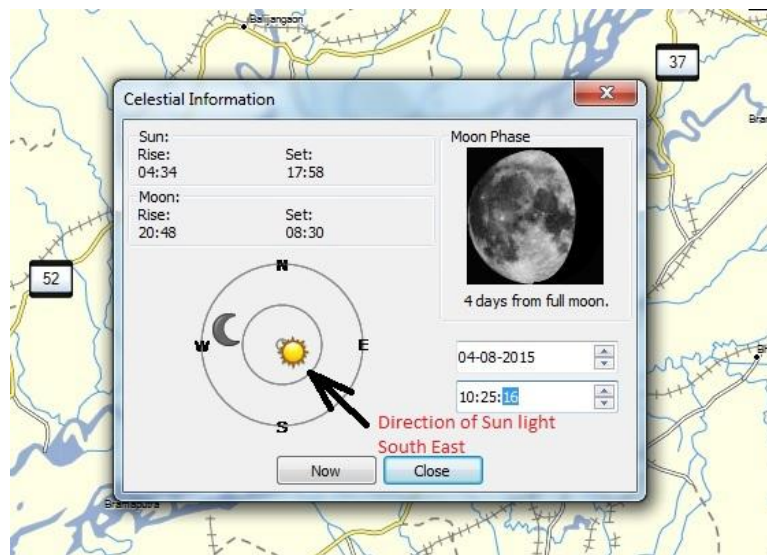 Balijangaon
37
Celestial Information
X
Bra
Sun:
Rise:
Set:
04:34
17:58
Moon:
Rise:
Set:
20:48
08:30
Moon Phase
52
N
W
E
S
4 days from full moon.
04-08-2015
10:25:16
Direction of Sun light
South East
Now
Close
Bramaputra